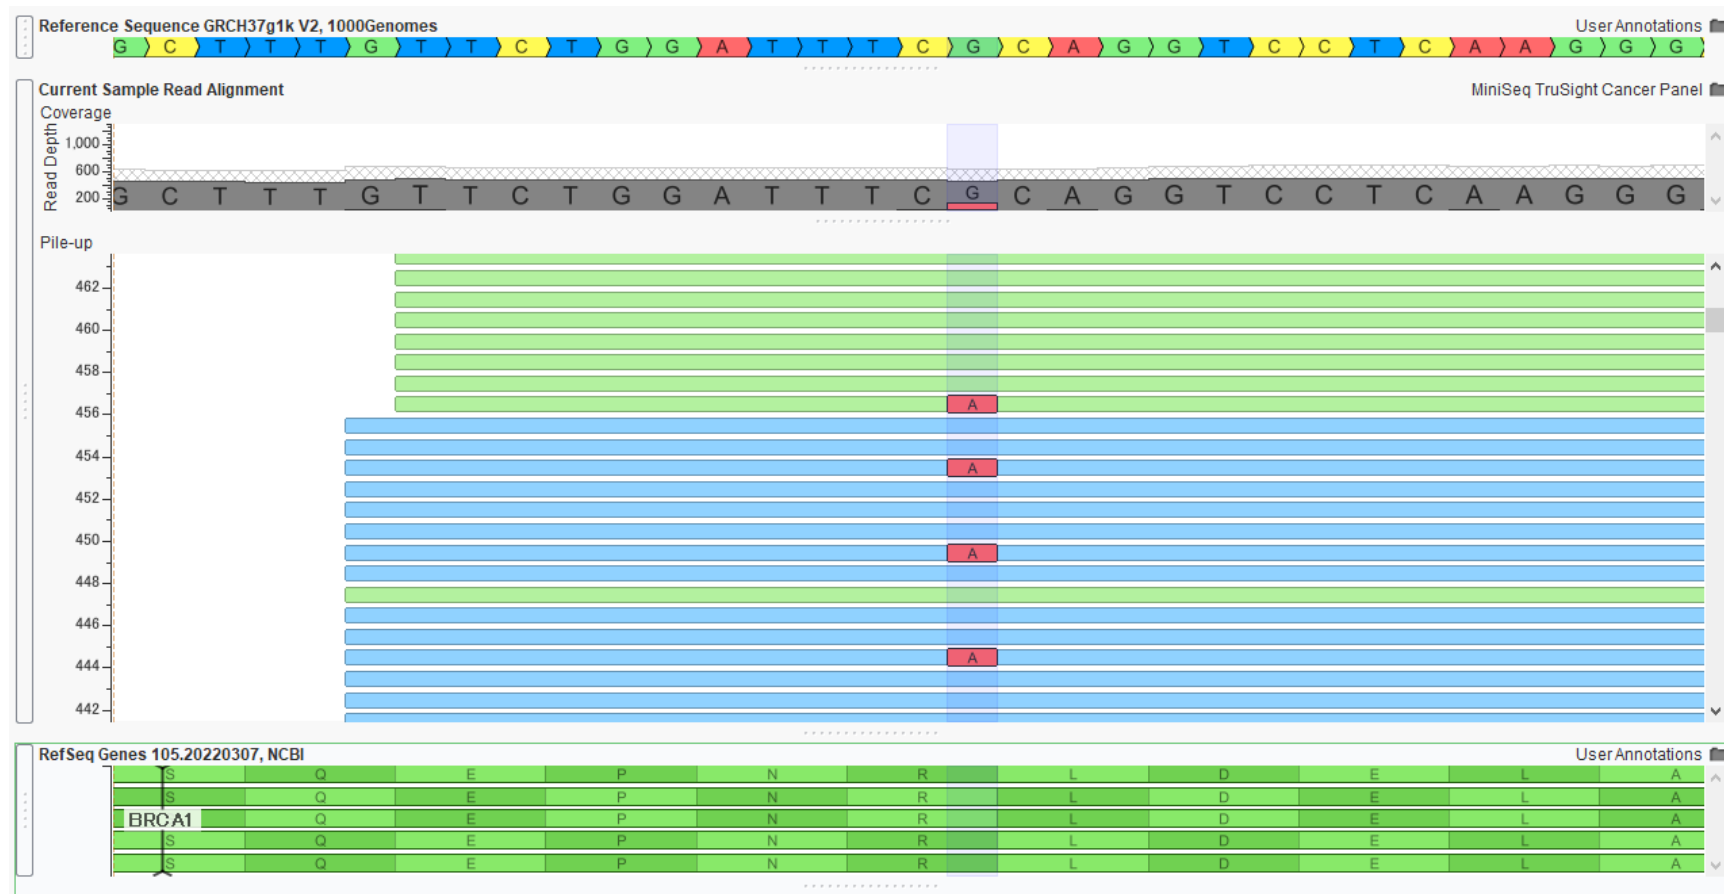 Reference Sequence GRCH37g1k V2, 1000Genomes User Annotations
G C T T T G T T C T G G A T T T C G C A G G T C C T C A A G G G
Current Sample Read Alignment MiniSeq TruSight Cancer Panel
Coverage
Read Depth
1,000
600
200
G C T T T G T T C T G G A T T T C G C A G G T C C T C A A G G G
Pile-up
462
460
458
456
A
454
A
452
450
A
448
446
444
A
442
RefSeq Genes 105.20220307, NCBI User Annotations
S Q E P N R L D E L A
S Q E P N R L D E L A
BRCA1 Q E P N R L D E L A
S Q E P N R L D E L A
S Q E P N R L D E L A